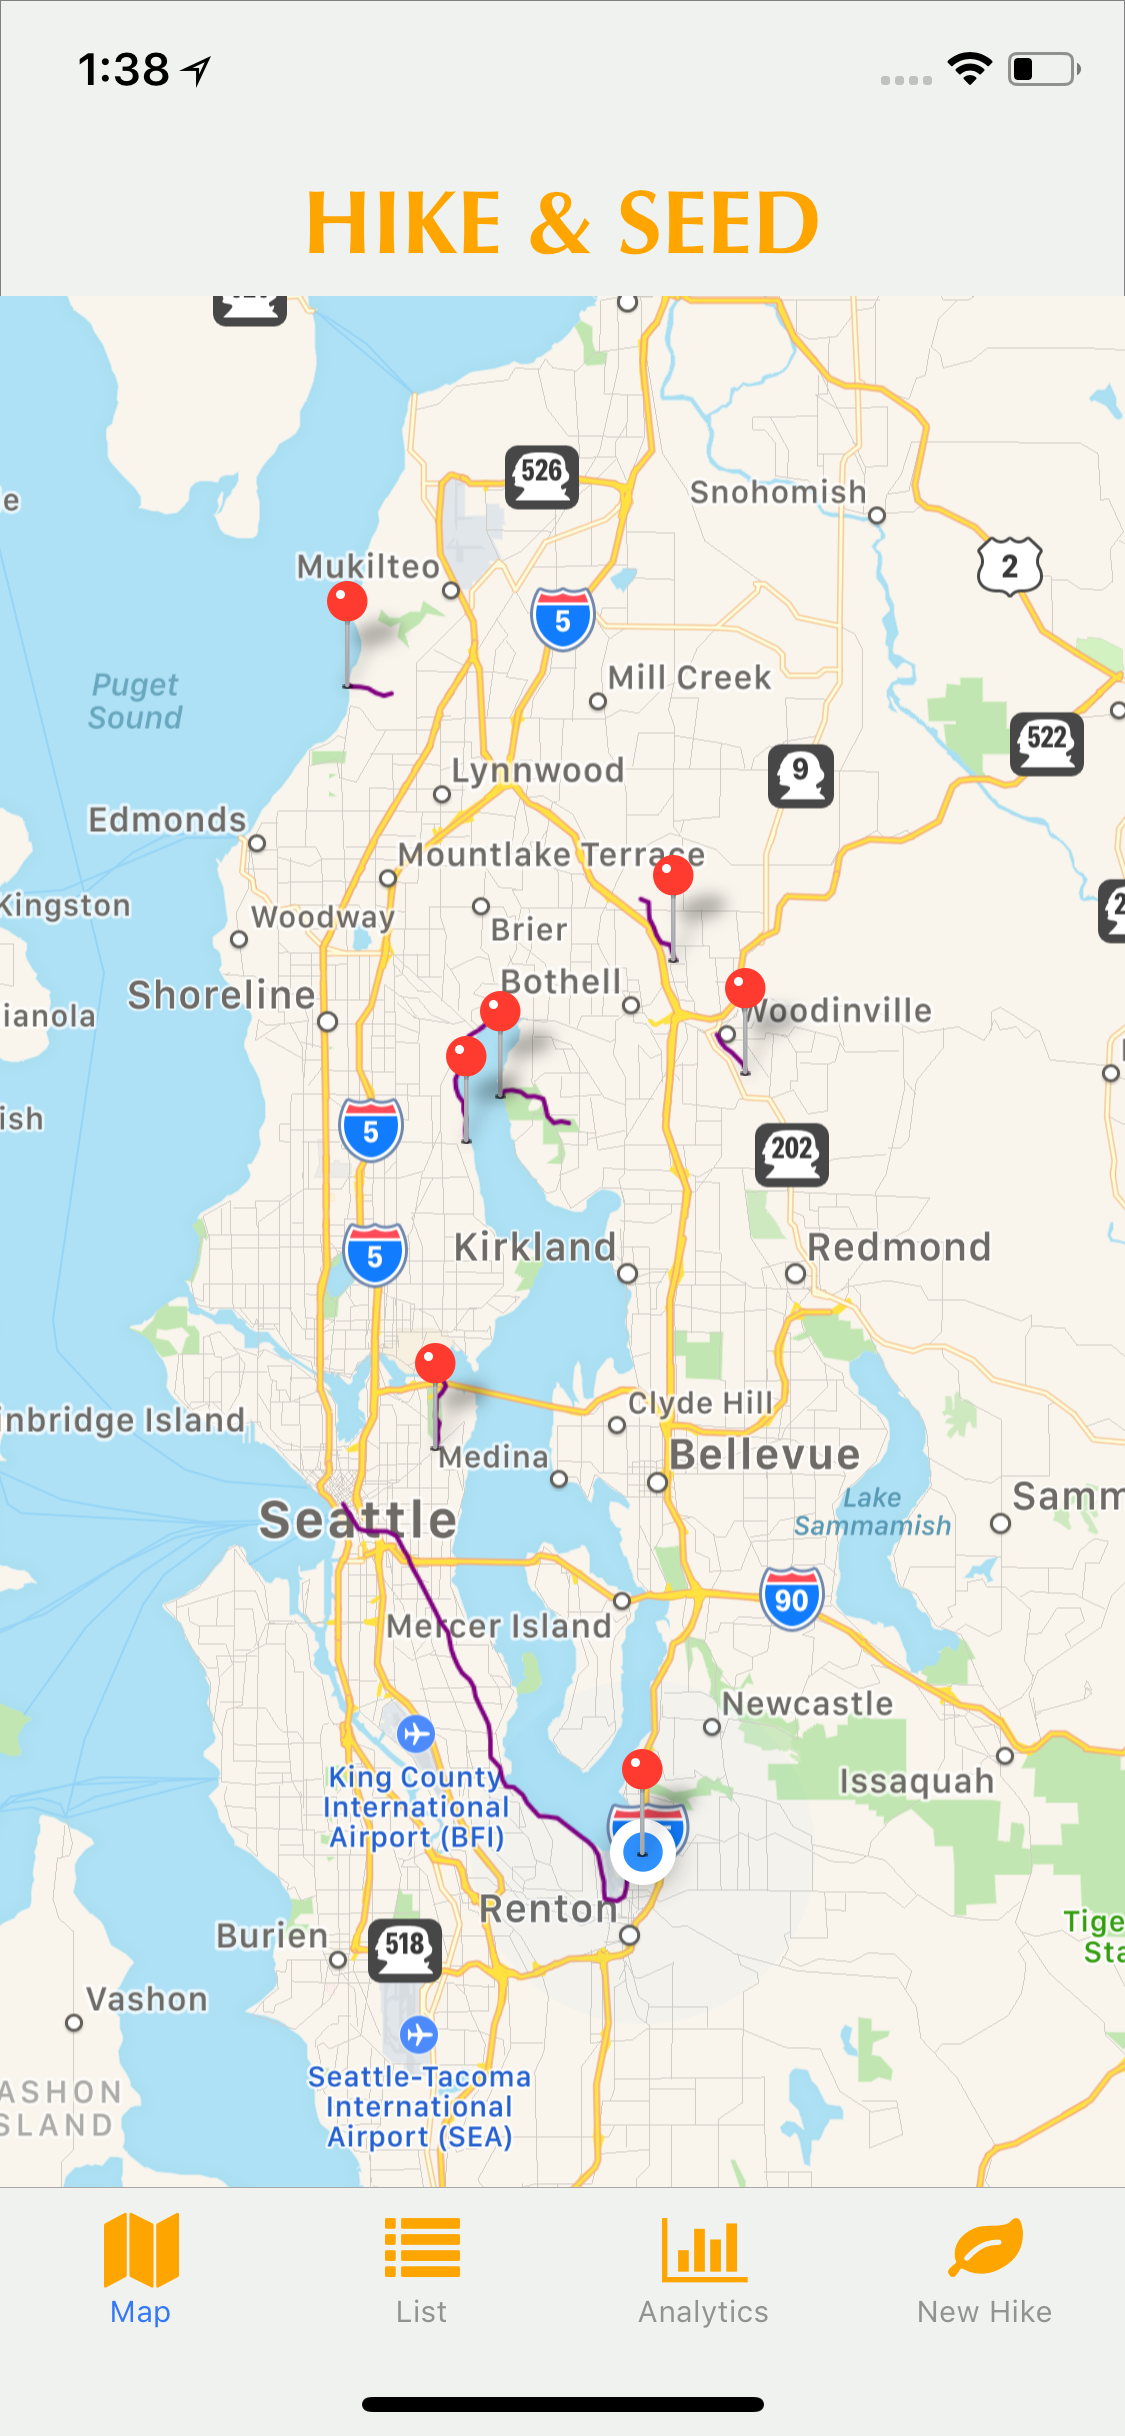 1:38
HIKE & SEED
526
Snohomish
2
Mukilteo
5
Mill Creek
Puget
Sound
522
9
Lynnwood
Edmonds
Mountlake Terrace
Kingston
Woodway
Brier
Bothell
Shoreline
Woodinville
ianola
ish
5
202
5
Kirkland
Redmond
Clyde Hill
inbridge Island
Medina
Bellevue
Lake
Sammamish
Samm
Seattle
90
Mercer Island
Newcastle
King County
International
Airport (BFI)
Issaquah
Renton
Tige
Sta
Burien
518
Vashon
Seattle-Tacoma
International
Airport (SEA)
ASHON
SLAND
Map
List
Analytics
New Hike